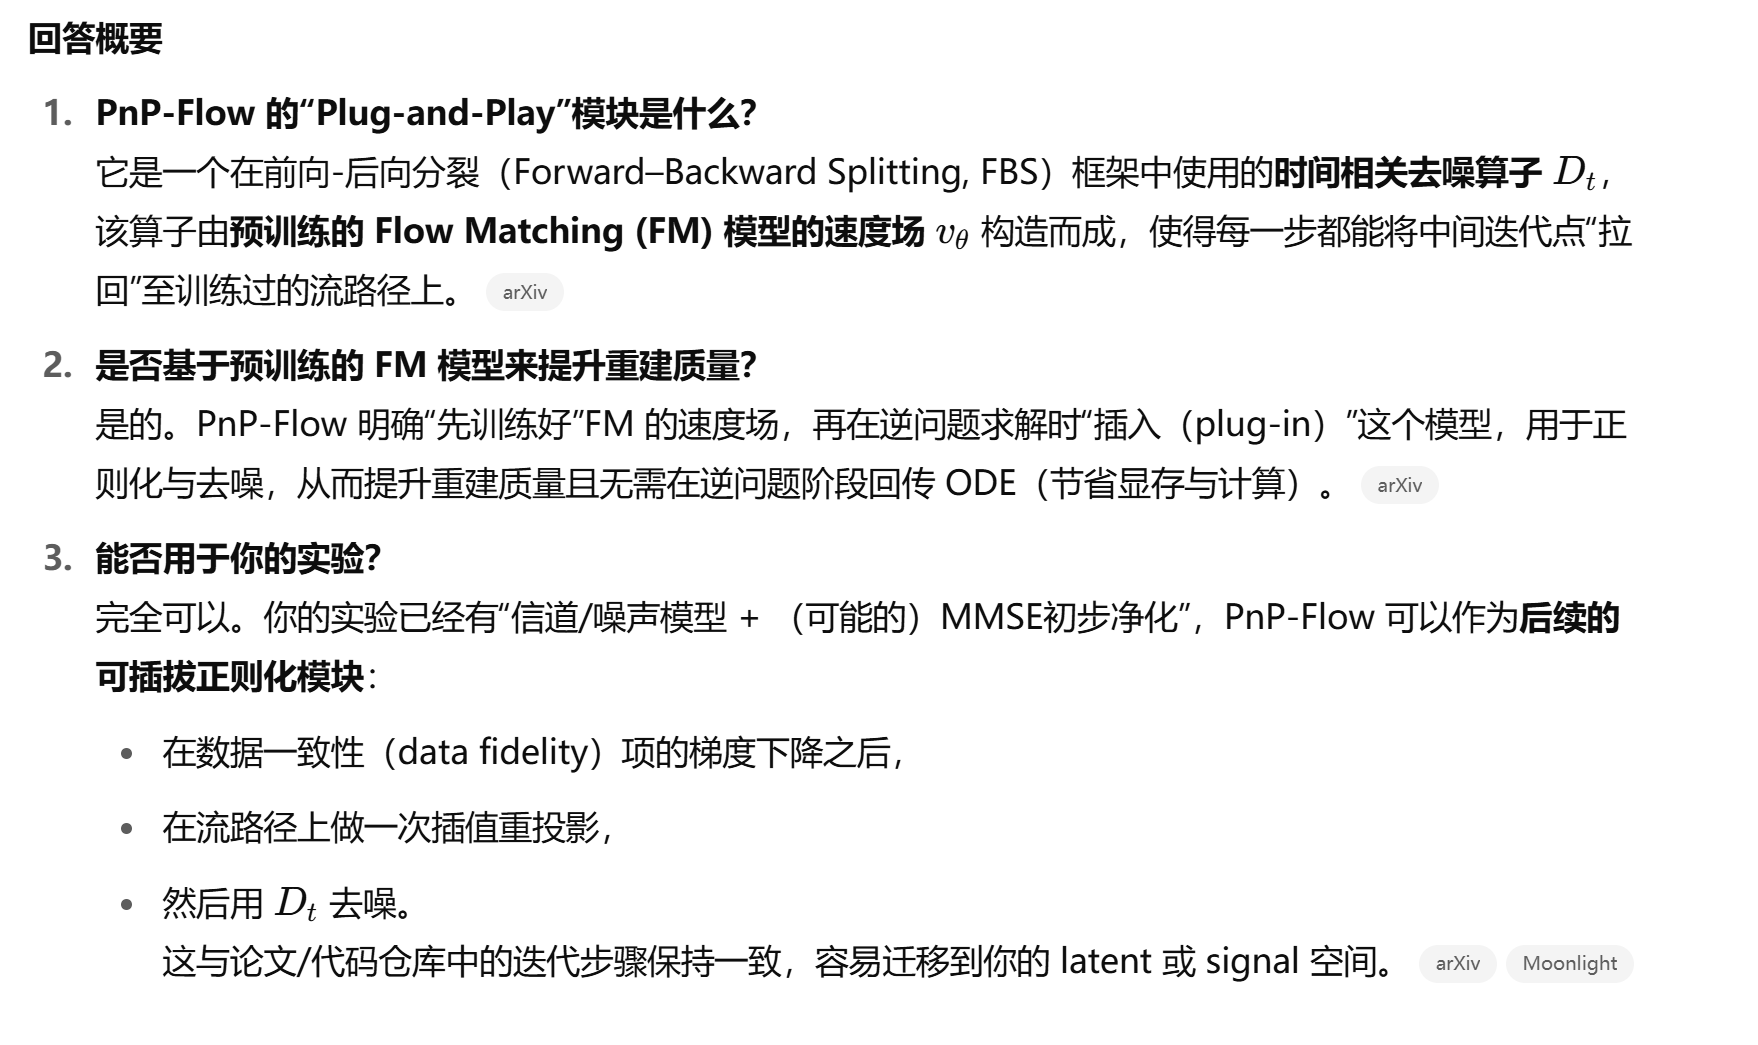 回答概要
1. PnP-Flow 的“Plug-and-Play”模块是什么？
它是一个在前向-后向分裂（Forward–Backward Splitting, FBS）框架中使用的时间相关去噪算子 Dₜ，
该算子由预训练的 Flow Matching (FM) 模型的速度场 v_θ 构造而成，使得每一步都能将中间迭代点“拉
回”至训练过的流路径上。 arXiv
2. 是否基于预训练的 FM 模型来提升重建质量？
是的。PnP-Flow 明确“先训练好”FM 的速度场，再在逆问题求解时“插入（plug-in）”这个模型，用于正
则化与去噪，从而提升重建质量且无需在逆问题阶段回传 ODE（节省显存与计算）。 arXiv
3. 能否用于你的实验？
完全可以。你的实验已经有“信道/噪声模型 + （可能的）MMSE初步净化”，PnP-Flow 可以作为后续的
可插拔正则化模块：
• 在数据一致性（data fidelity）项的梯度下降之后，
• 在流路径上做一次插值重投影，
• 然后用 Dₜ 去噪。
这与论文/代码仓库中的迭代步骤保持一致，容易迁移到你的 latent 或 signal 空间。 arXiv Moonlight